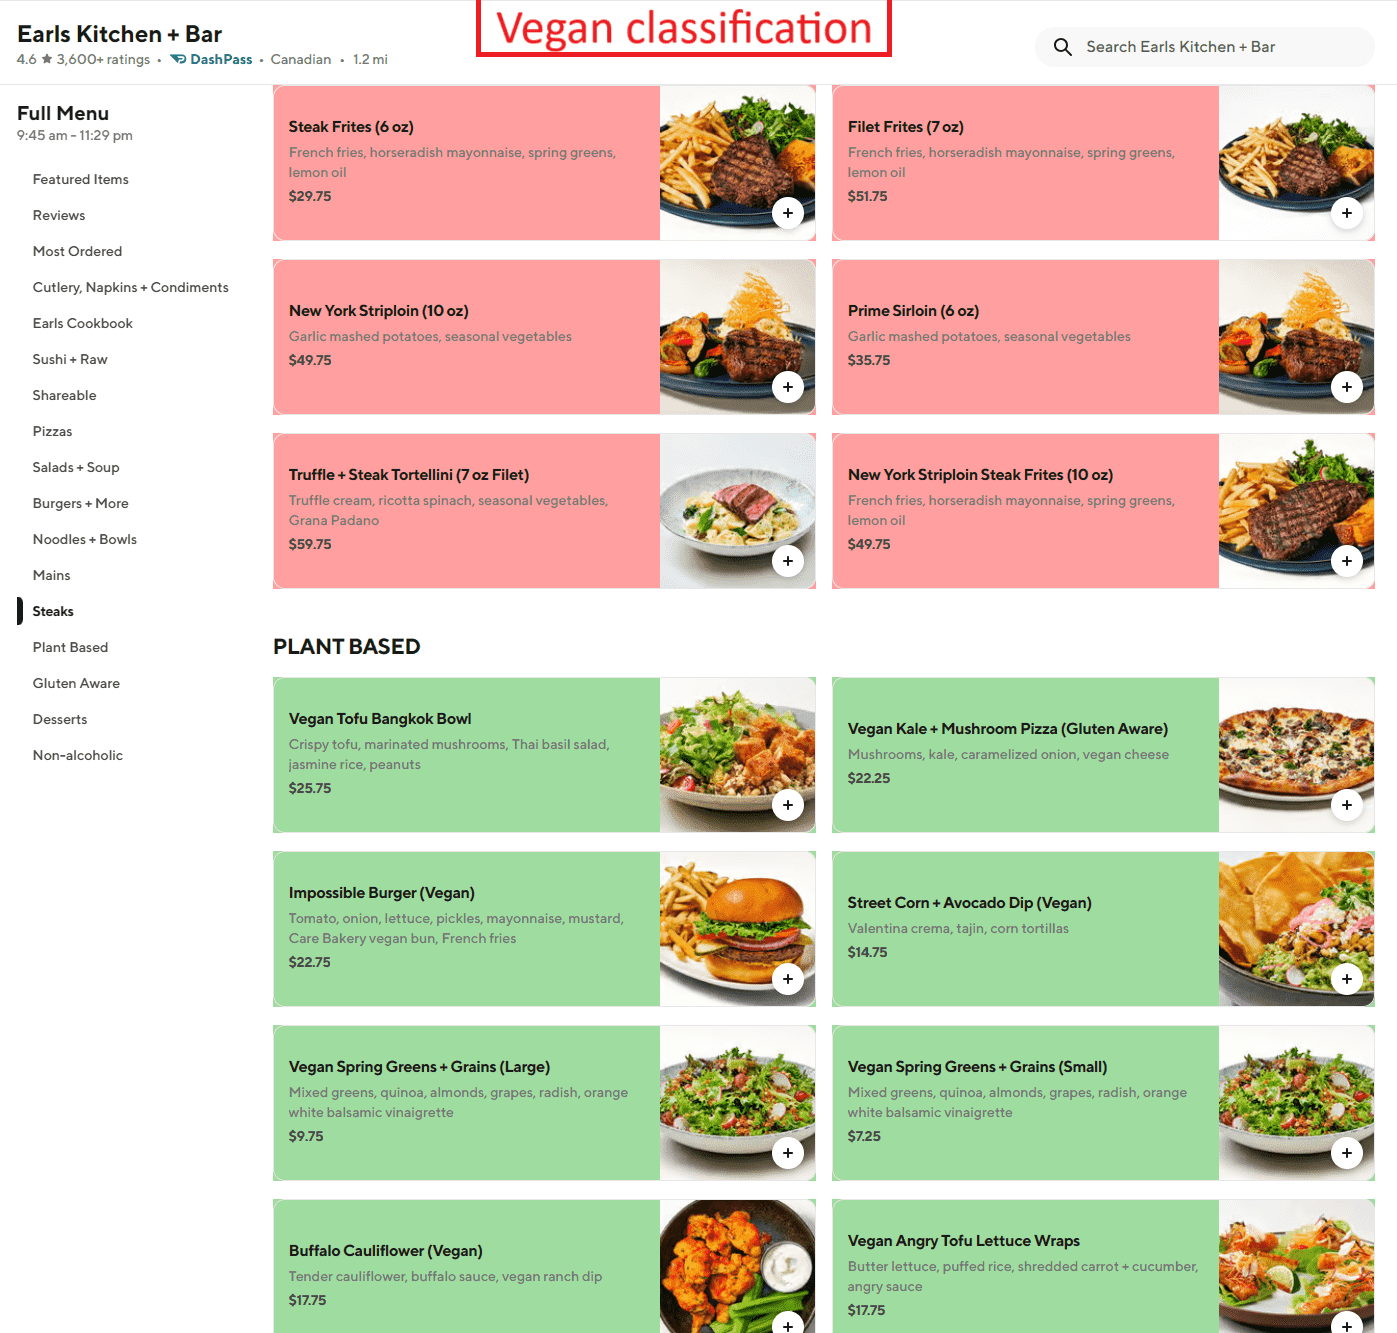 Vegan classification
Earls Kitchen + Bar
4.6 ★ 3,600+ ratings • DashPass • Canadian • 1.2 mi
Search Earls Kitchen + Bar
Full Menu
9:45 am - 11:29 pm
Featured Items
Reviews
Most Ordered
Cutlery, Napkins + Condiments
Earls Cookbook
Sushi + Raw
Shareable
Pizzas
Salads + Soup
Burgers + More
Noodles + Bowls
Mains
Steaks
Plant Based
Gluten Aware
Desserts
Non-alcoholic
Steak Frites (6 oz)
French fries, horseradish mayonnaise, spring greens,
lemon oil
$29.75
Filet Frites (7 oz)
French fries, horseradish mayonnaise, spring greens,
lemon oil
$51.75
New York Striploin (10 oz)
Garlic mashed potatoes, seasonal vegetables
$49.75
Prime Sirloin (6 oz)
Garlic mashed potatoes, seasonal vegetables
$35.75
Truffle + Steak Tortellini (7 oz Filet)
Truffle cream, ricotta spinach, seasonal vegetables,
Grana Padano
$59.75
New York Striploin Steak Frites (10 oz)
French fries, horseradish mayonnaise, spring greens,
lemon oil
$49.75
PLANT BASED
Vegan Tofu Bangkok Bowl
Crispy tofu, marinated mushrooms, Thai basil salad,
jasmine rice, peanuts
$25.75
Vegan Kale + Mushroom Pizza (Gluten Aware)
Mushrooms, kale, caramelized onion, vegan cheese
$22.25
Impossible Burger (Vegan)
Tomato, onion, lettuce, pickles, mayonnaise, mustard,
Care Bakery vegan bun, French fries
$22.75
Street Corn + Avocado Dip (Vegan)
Valentina crema, tajin, corn tortillas
$14.75
Vegan Spring Greens + Grains (Large)
Mixed greens, quinoa, almonds, grapes, radish, orange
white balsamic vinaigrette
$9.75
Vegan Spring Greens + Grains (Small)
Mixed greens, quinoa, almonds, grapes, radish, orange
white balsamic vinaigrette
$7.25
Buffalo Cauliflower (Vegan)
Tender cauliflower, buffalo sauce, vegan ranch dip
$17.75
Vegan Angry Tofu Lettuce Wraps
Butter lettuce, puffed rice, shredded carrot + cucumber,
angry sauce
$17.75